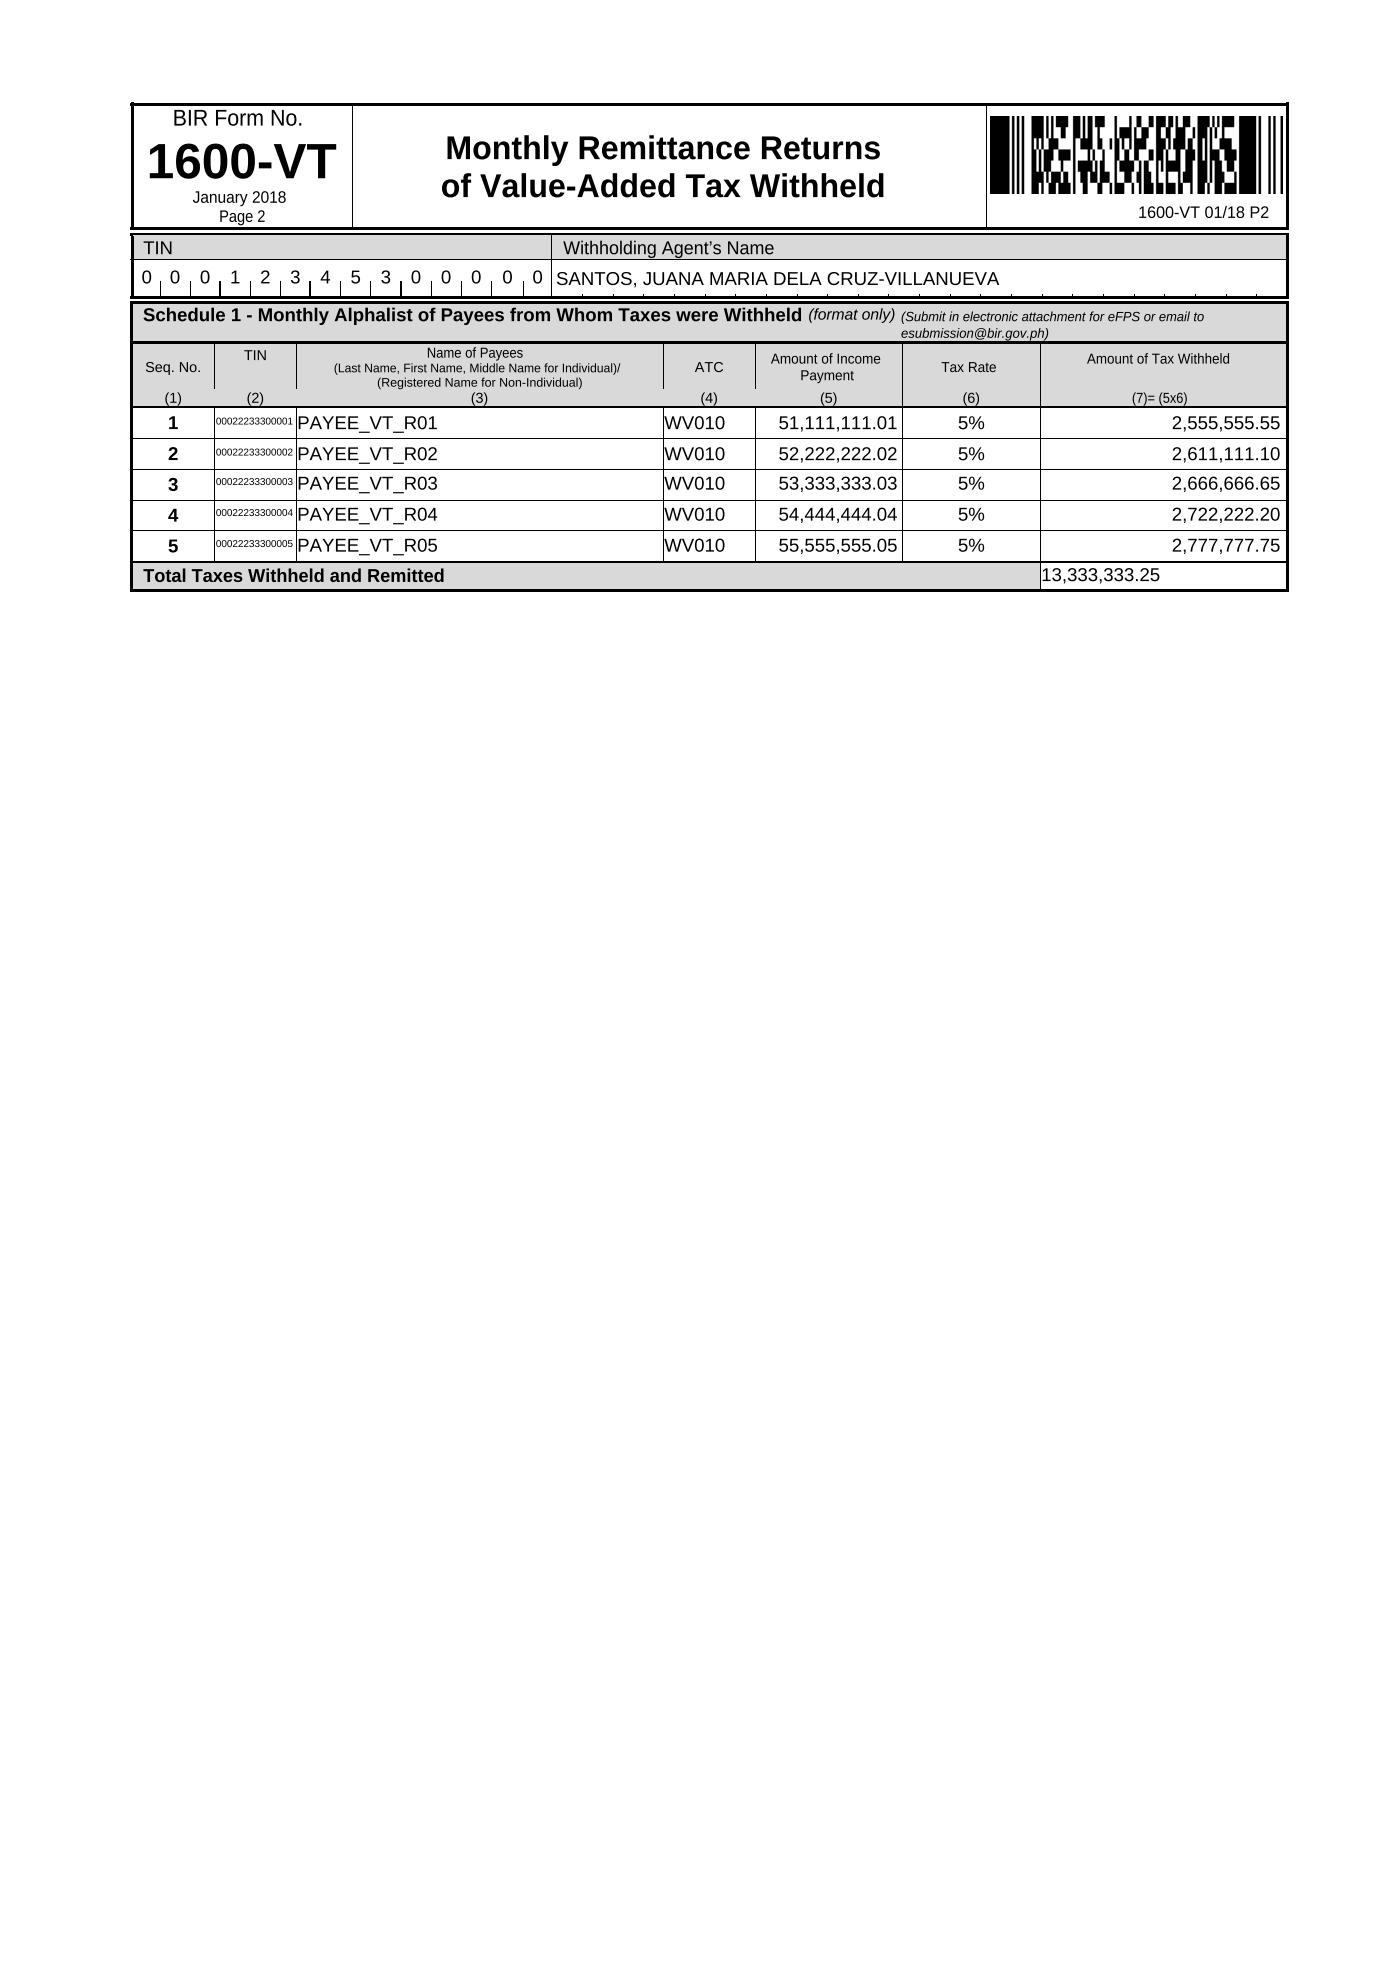 BIR Form No.
1600-VT
January 2018
Page 2
Monthly Remittance Returns
of Value-Added Tax Withheld
1600-VT 01/18 P2
TIN Withholding Agent’s Name
0 0 0 1 2 3 4 5 3 0 0 0 0 0 SANTOS, JUANA MARIA DELA CRUZ-VILLANUEVA
Schedule 1 - Monthly Alphalist of Payees from Whom Taxes were Withheld (format only) (Submit in electronic attachment for eFPS or email to
esubmission@bir.gov.ph)
Seq. No.
(1)
TIN
(2)
Name of Payees
(Last Name, First Name, Middle Name for Individual)/
(Registered Name for Non-Individual)
(3)
ATC
(4)
Amount of Income
Payment
(5)
Tax Rate
(6)
Amount of Tax Withheld
(7)= (5x6)
1 00022233300001 PAYEE_VT_R01 WV010 51,111,111.01 5% 2,555,555.55
2 00022233300002 PAYEE_VT_R02 WV010 52,222,222.02 5% 2,611,111.10
3 00022233300003 PAYEE_VT_R03 WV010 53,333,333.03 5% 2,666,666.65
4 00022233300004 PAYEE_VT_R04 WV010 54,444,444.04 5% 2,722,222.20
5 00022233300005 PAYEE_VT_R05 WV010 55,555,555.05 5% 2,777,777.75
Total Taxes Withheld and Remitted 13,333,333.25